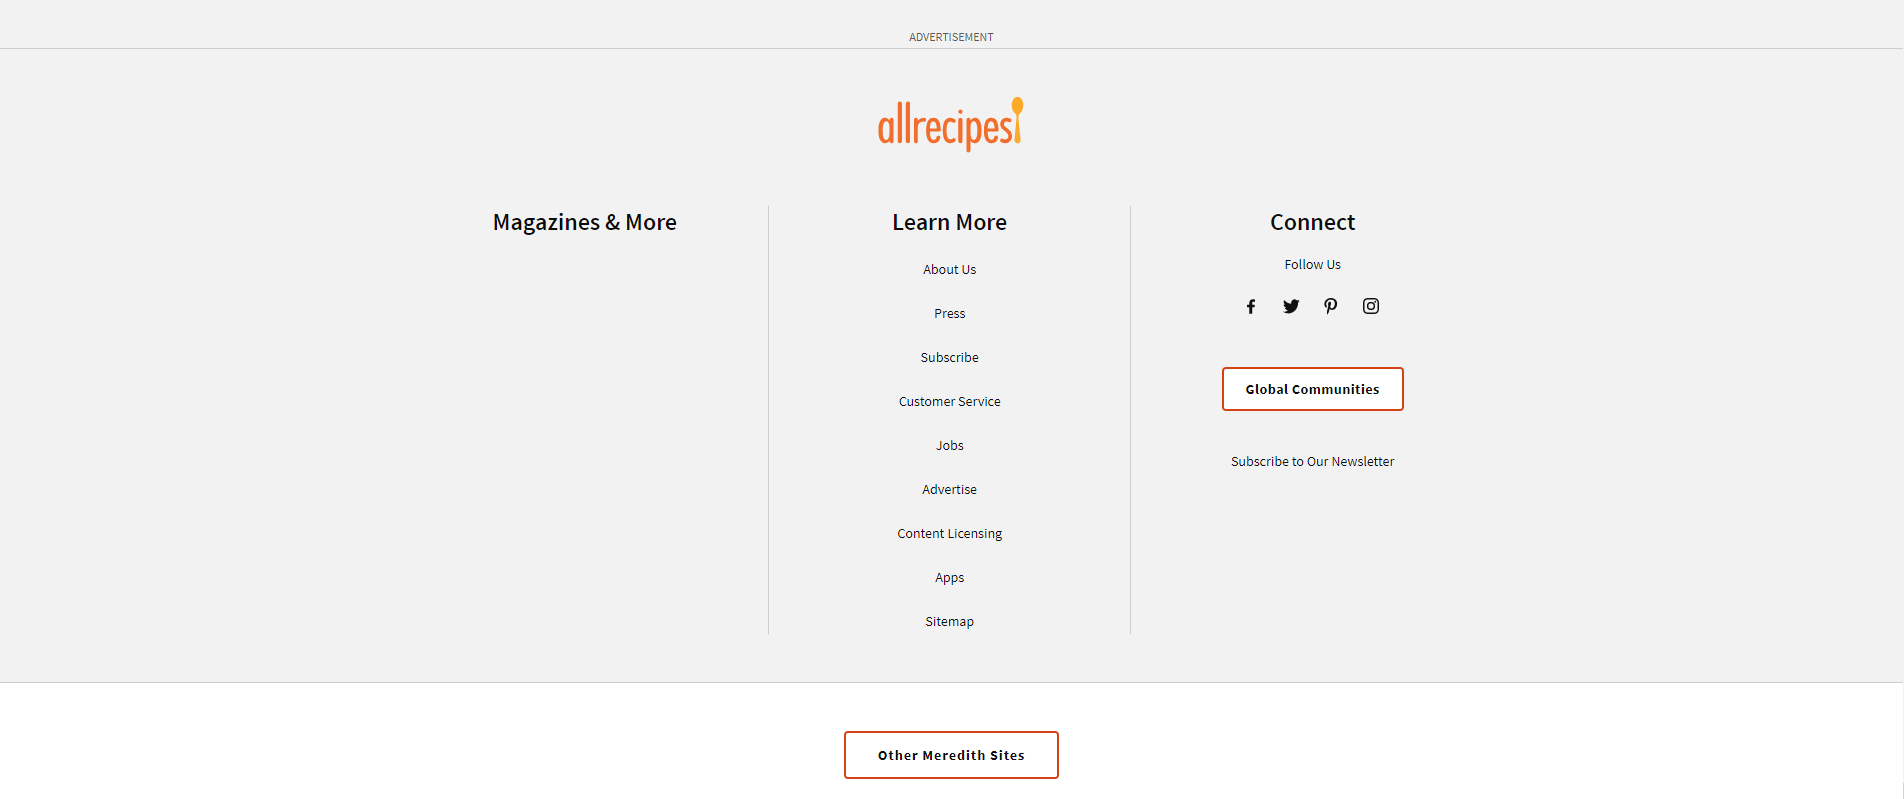 ADVERTISEMENT
allrecipes
Magazines & More
Learn More
About Us
Press
Subscribe
Customer Service
Jobs
Advertise
Content Licensing
Apps
Sitemap
Connect
Follow Us
Global Communities
Subscribe to Our Newsletter
Other Meredith Sites